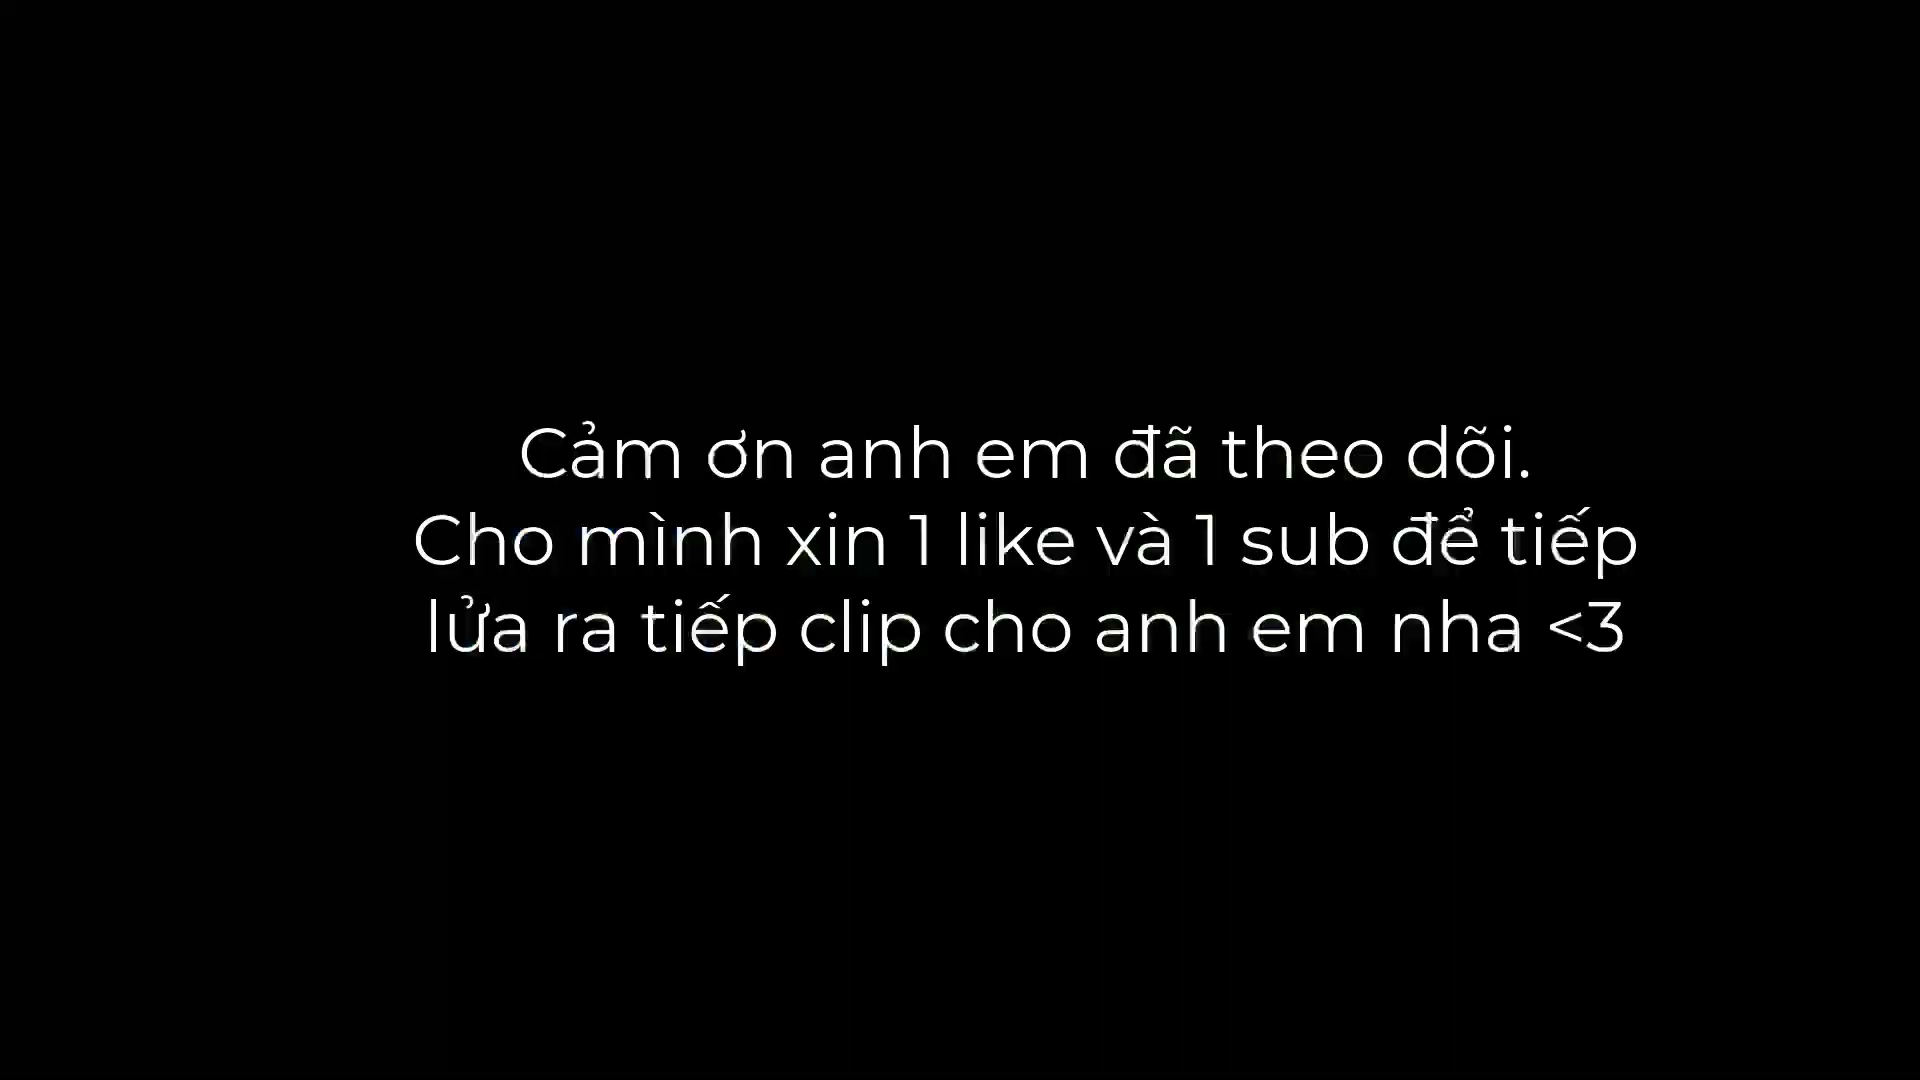 Cảm ơn anh em đã theo dõi.
Cho mình xin 1 like và 1 sub để tiếp
lửa ra tiếp clip cho anh em nha <3